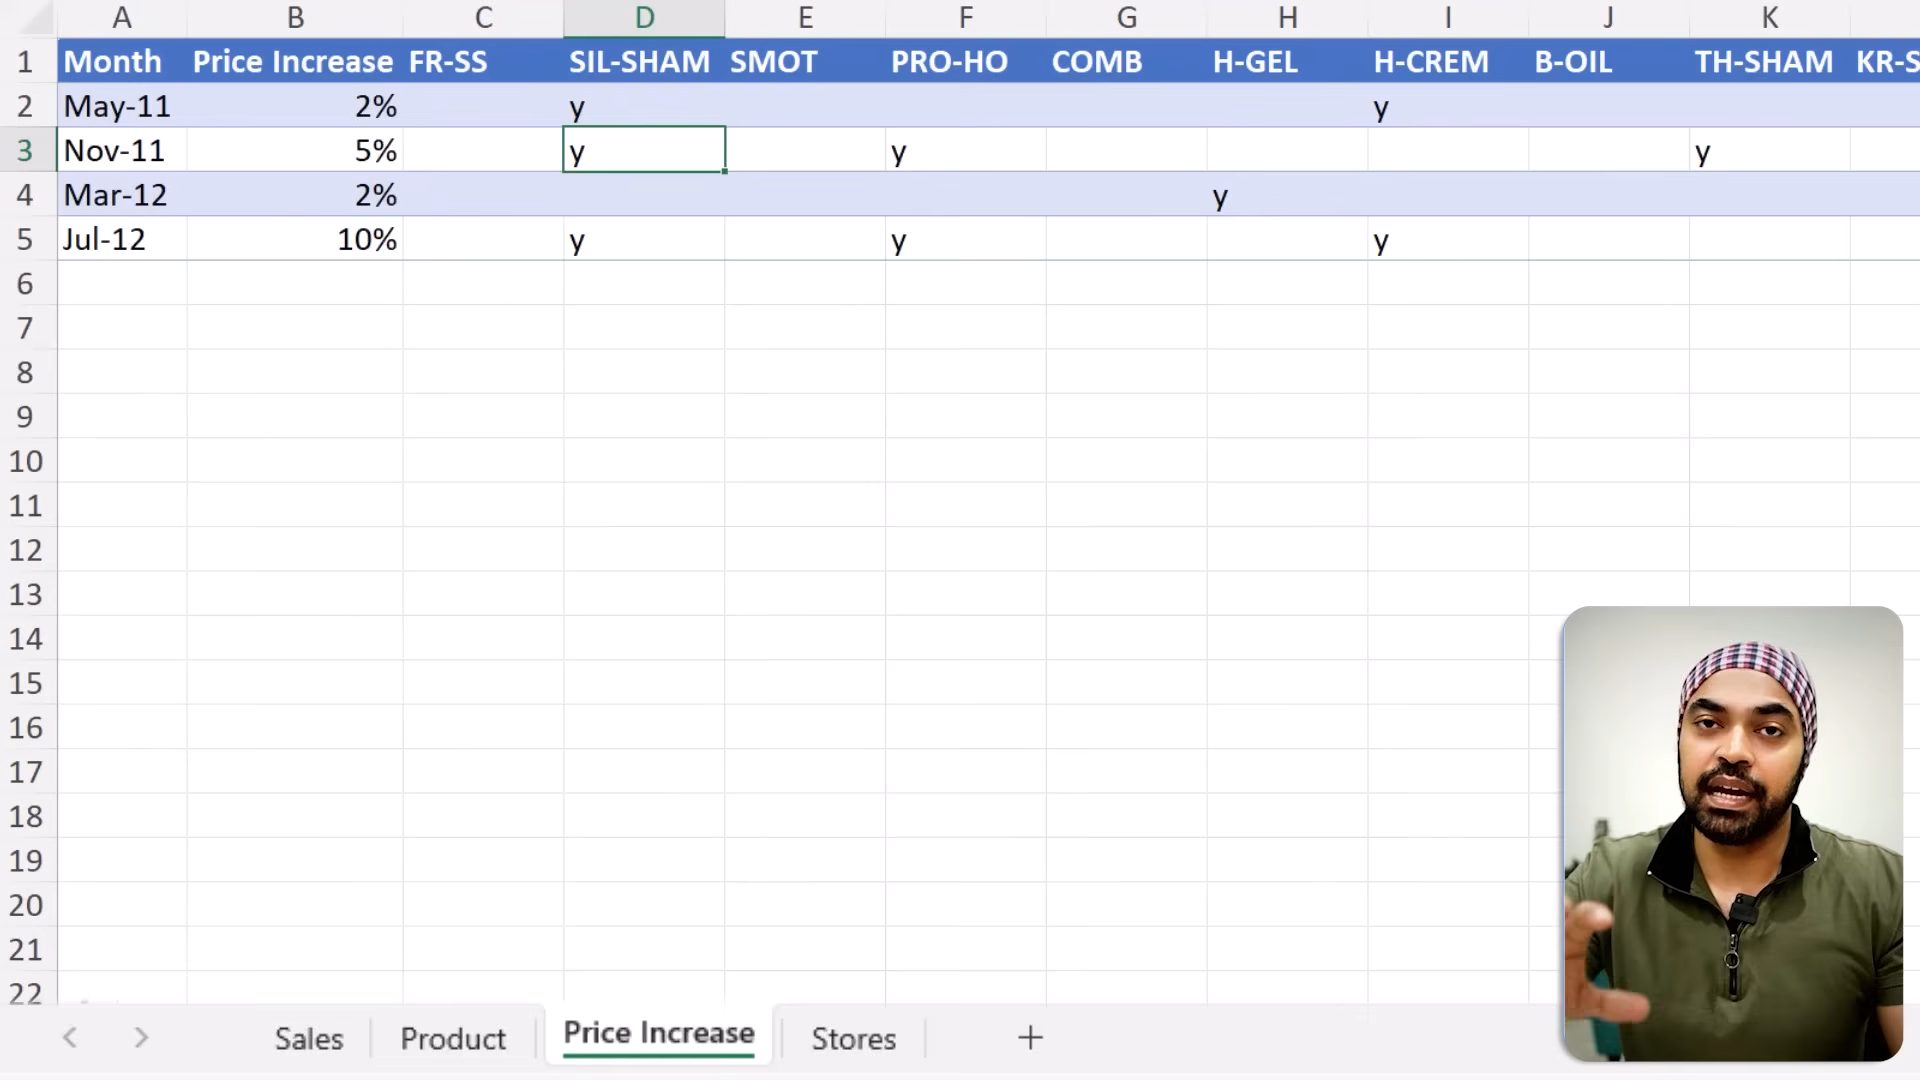 A B C D E F G H I J K
1 Month Price Increase FR-SS SIL-SHAM SMOT PRO-HO COMB H-GEL H-CREM B-OIL TH-SHAM KR-S
2 May-11 2% y y
3 Nov-11 5% y y y
4 Mar-12 2% y
5 Jul-12 10% y y y
6
7
8
9
10
11
12
13
14
15
16
17
18
19
20
21
22
Sales Product Price Increase Stores +